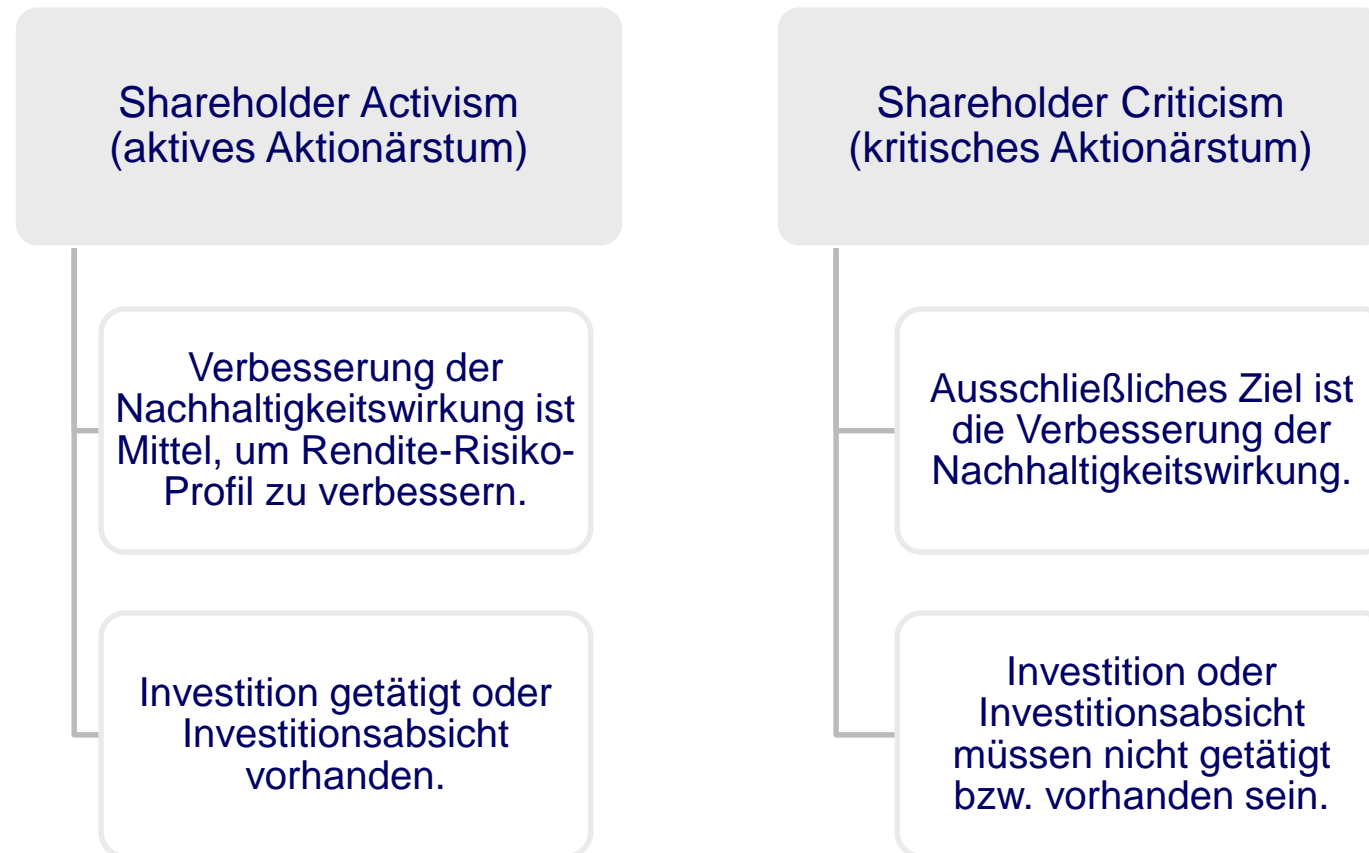 Shareholder Activism
(aktives Aktionärstum)
Verbesserung der
Nachhaltigkeitswirkung ist
Mittel, um Rendite-Risiko-
Profil zu verbessern.
Investition getätigt oder
Investitionsabsicht
vorhanden.
Shareholder Criticism
(kritisches Aktionärstum)
Ausschließliches Ziel ist
die Verbesserung der
Nachhaltigkeitswirkung.
Investition oder
Investitionsabsicht
müssen nicht getätigt
bzw. vorhanden sein.